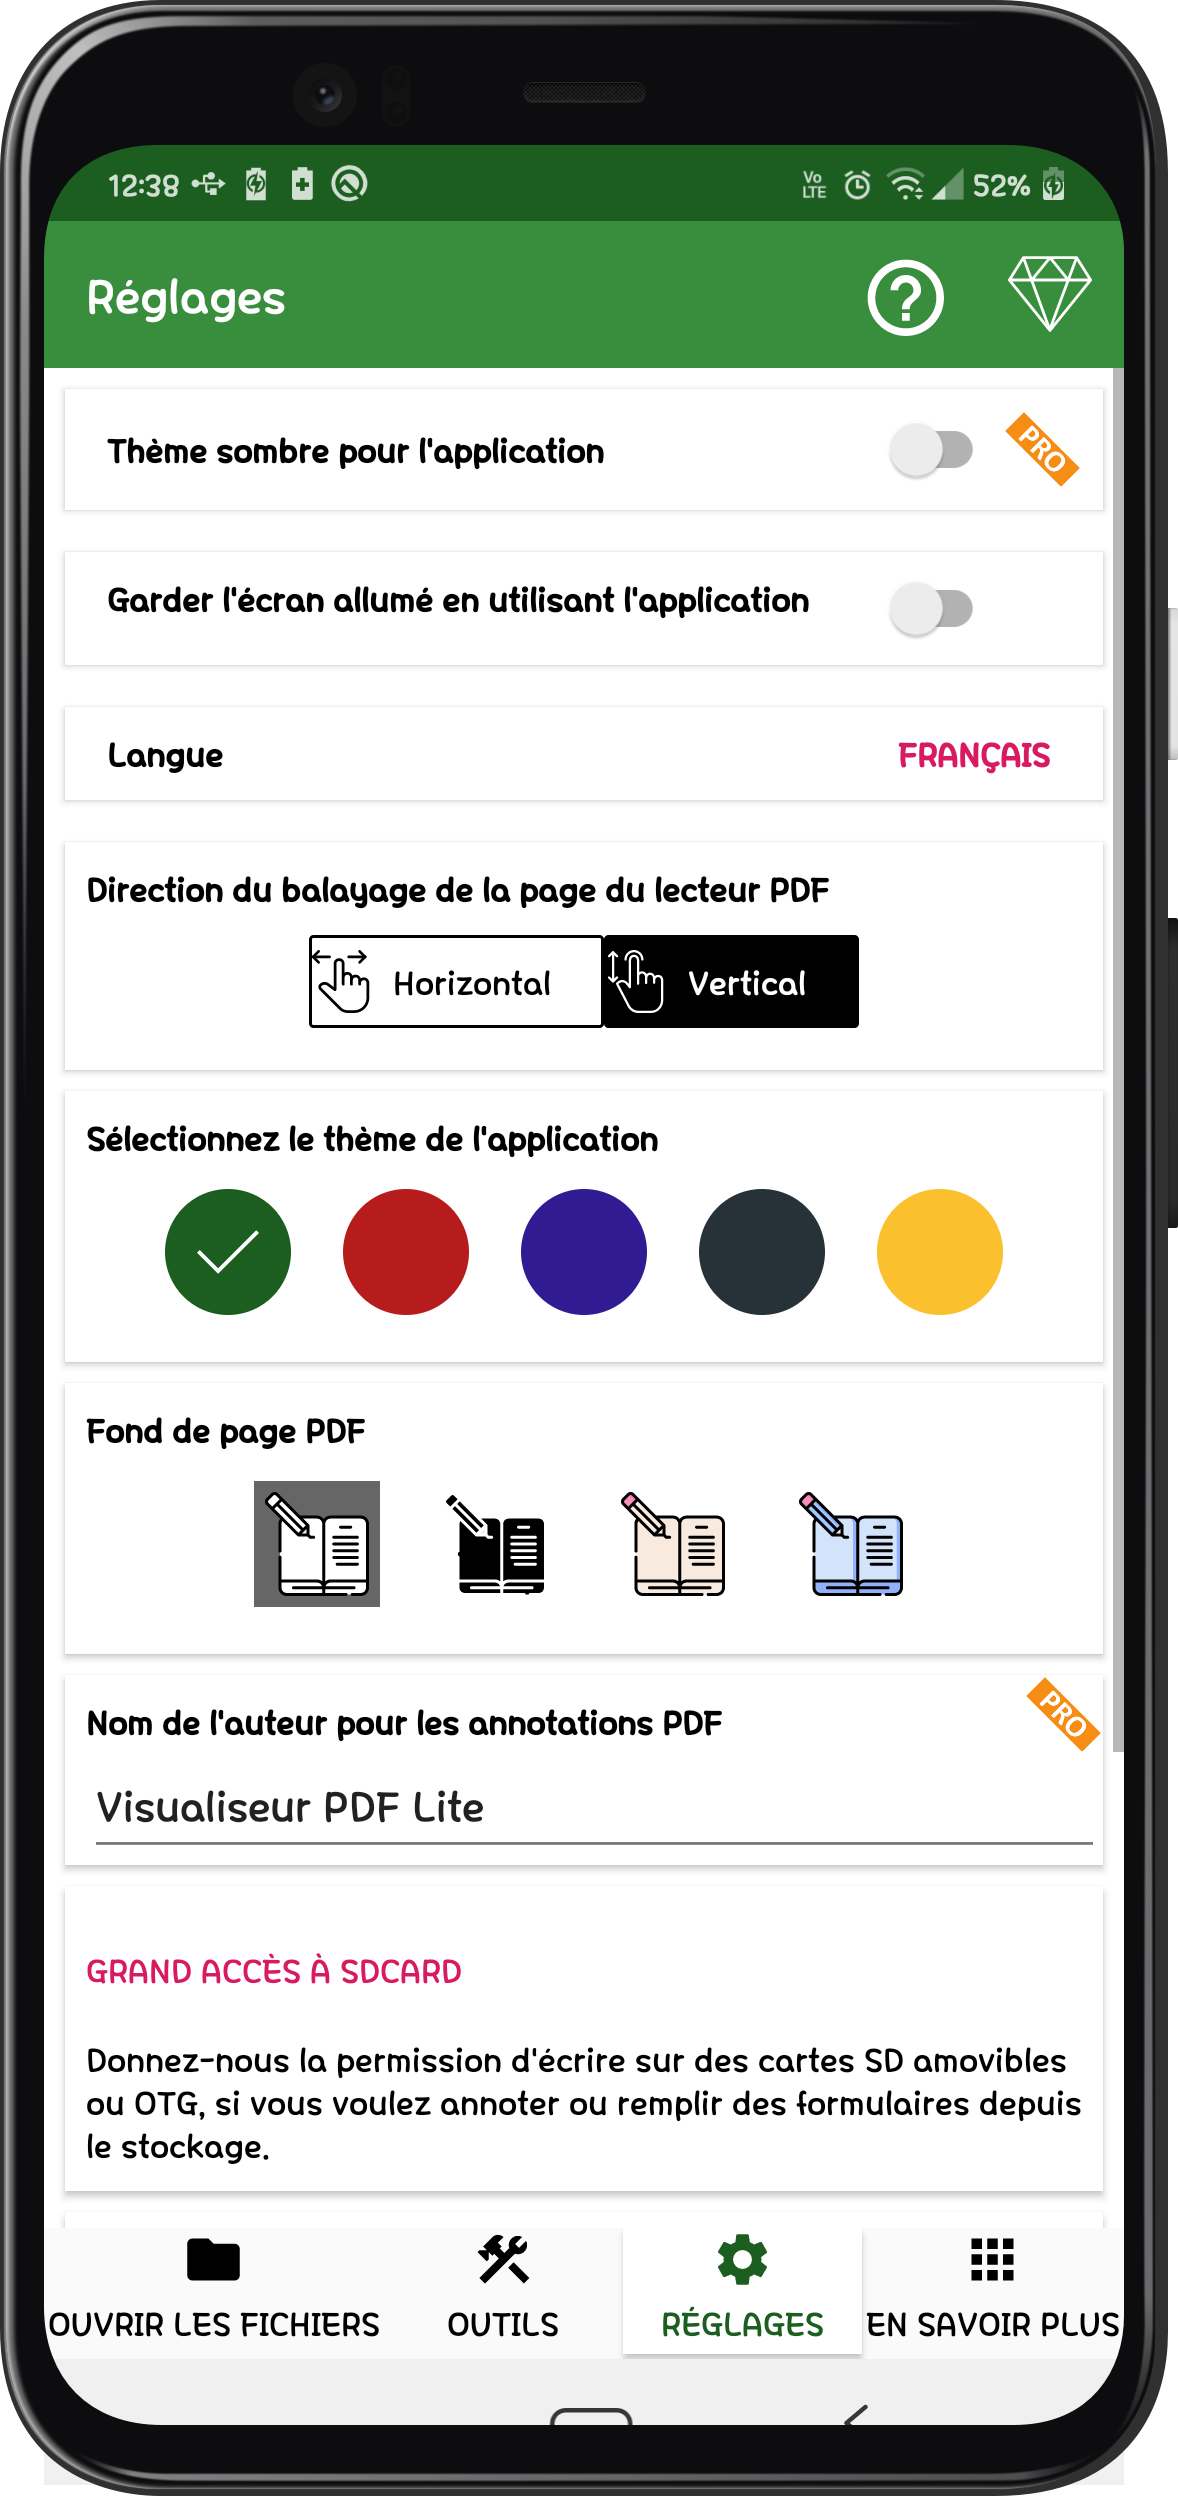 12:38
Vo
LTE
52%
Réglages
Thème sombre pour l'application
PRO
Garder l'écran allumé en utilisant l'application
Langue
FRANÇAIS
Direction du balayage de la page du lecteur PDF
Horizontal
Vertical
Sélectionnez le thème de l'application
Fond de page PDF
Nom de l'auteur pour les annotations PDF
PRO
Visualiseur PDF Lite
GRAND ACCÈS À SDCARD
Donnez-nous la permission d'écrire sur des cartes SD amovibles
ou OTG, si vous voulez annoter ou remplir des formulaires depuis
le stockage.
OUVRIR LES FICHIERS
OUTILS
RÉGLAGES
EN SAVOIR PLUS